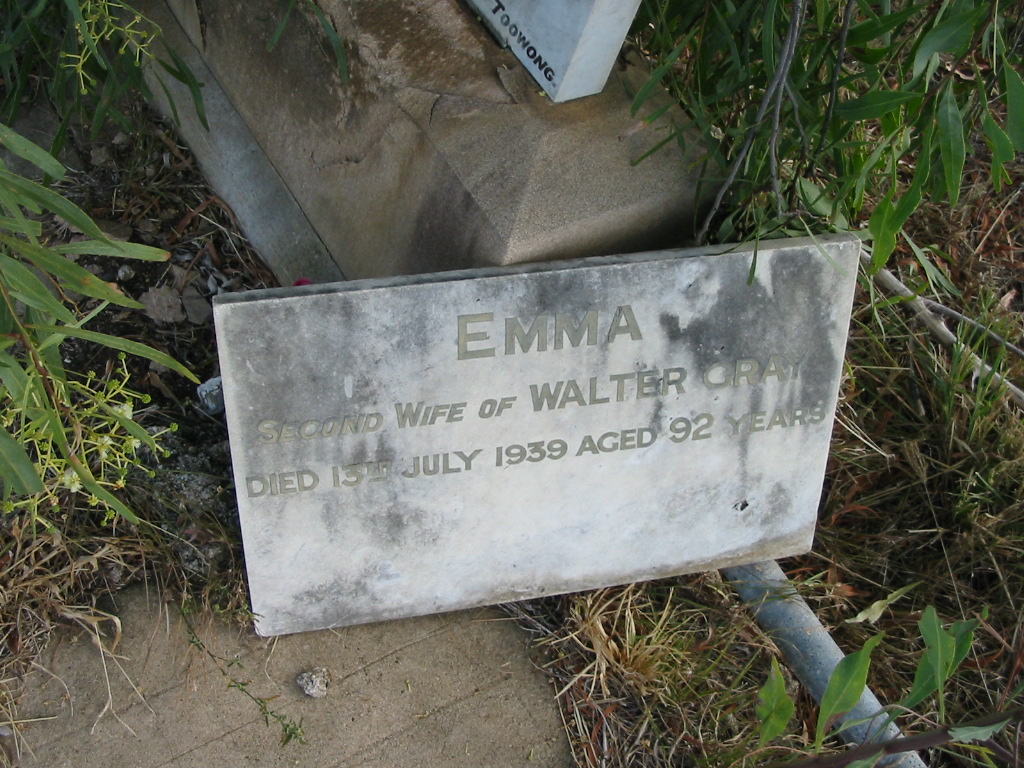 TOOWONG.
EMMA
SECOND WIFE OF WALTER GRAY
DIED 13TH JULY 1939 AGED 92 YEARS